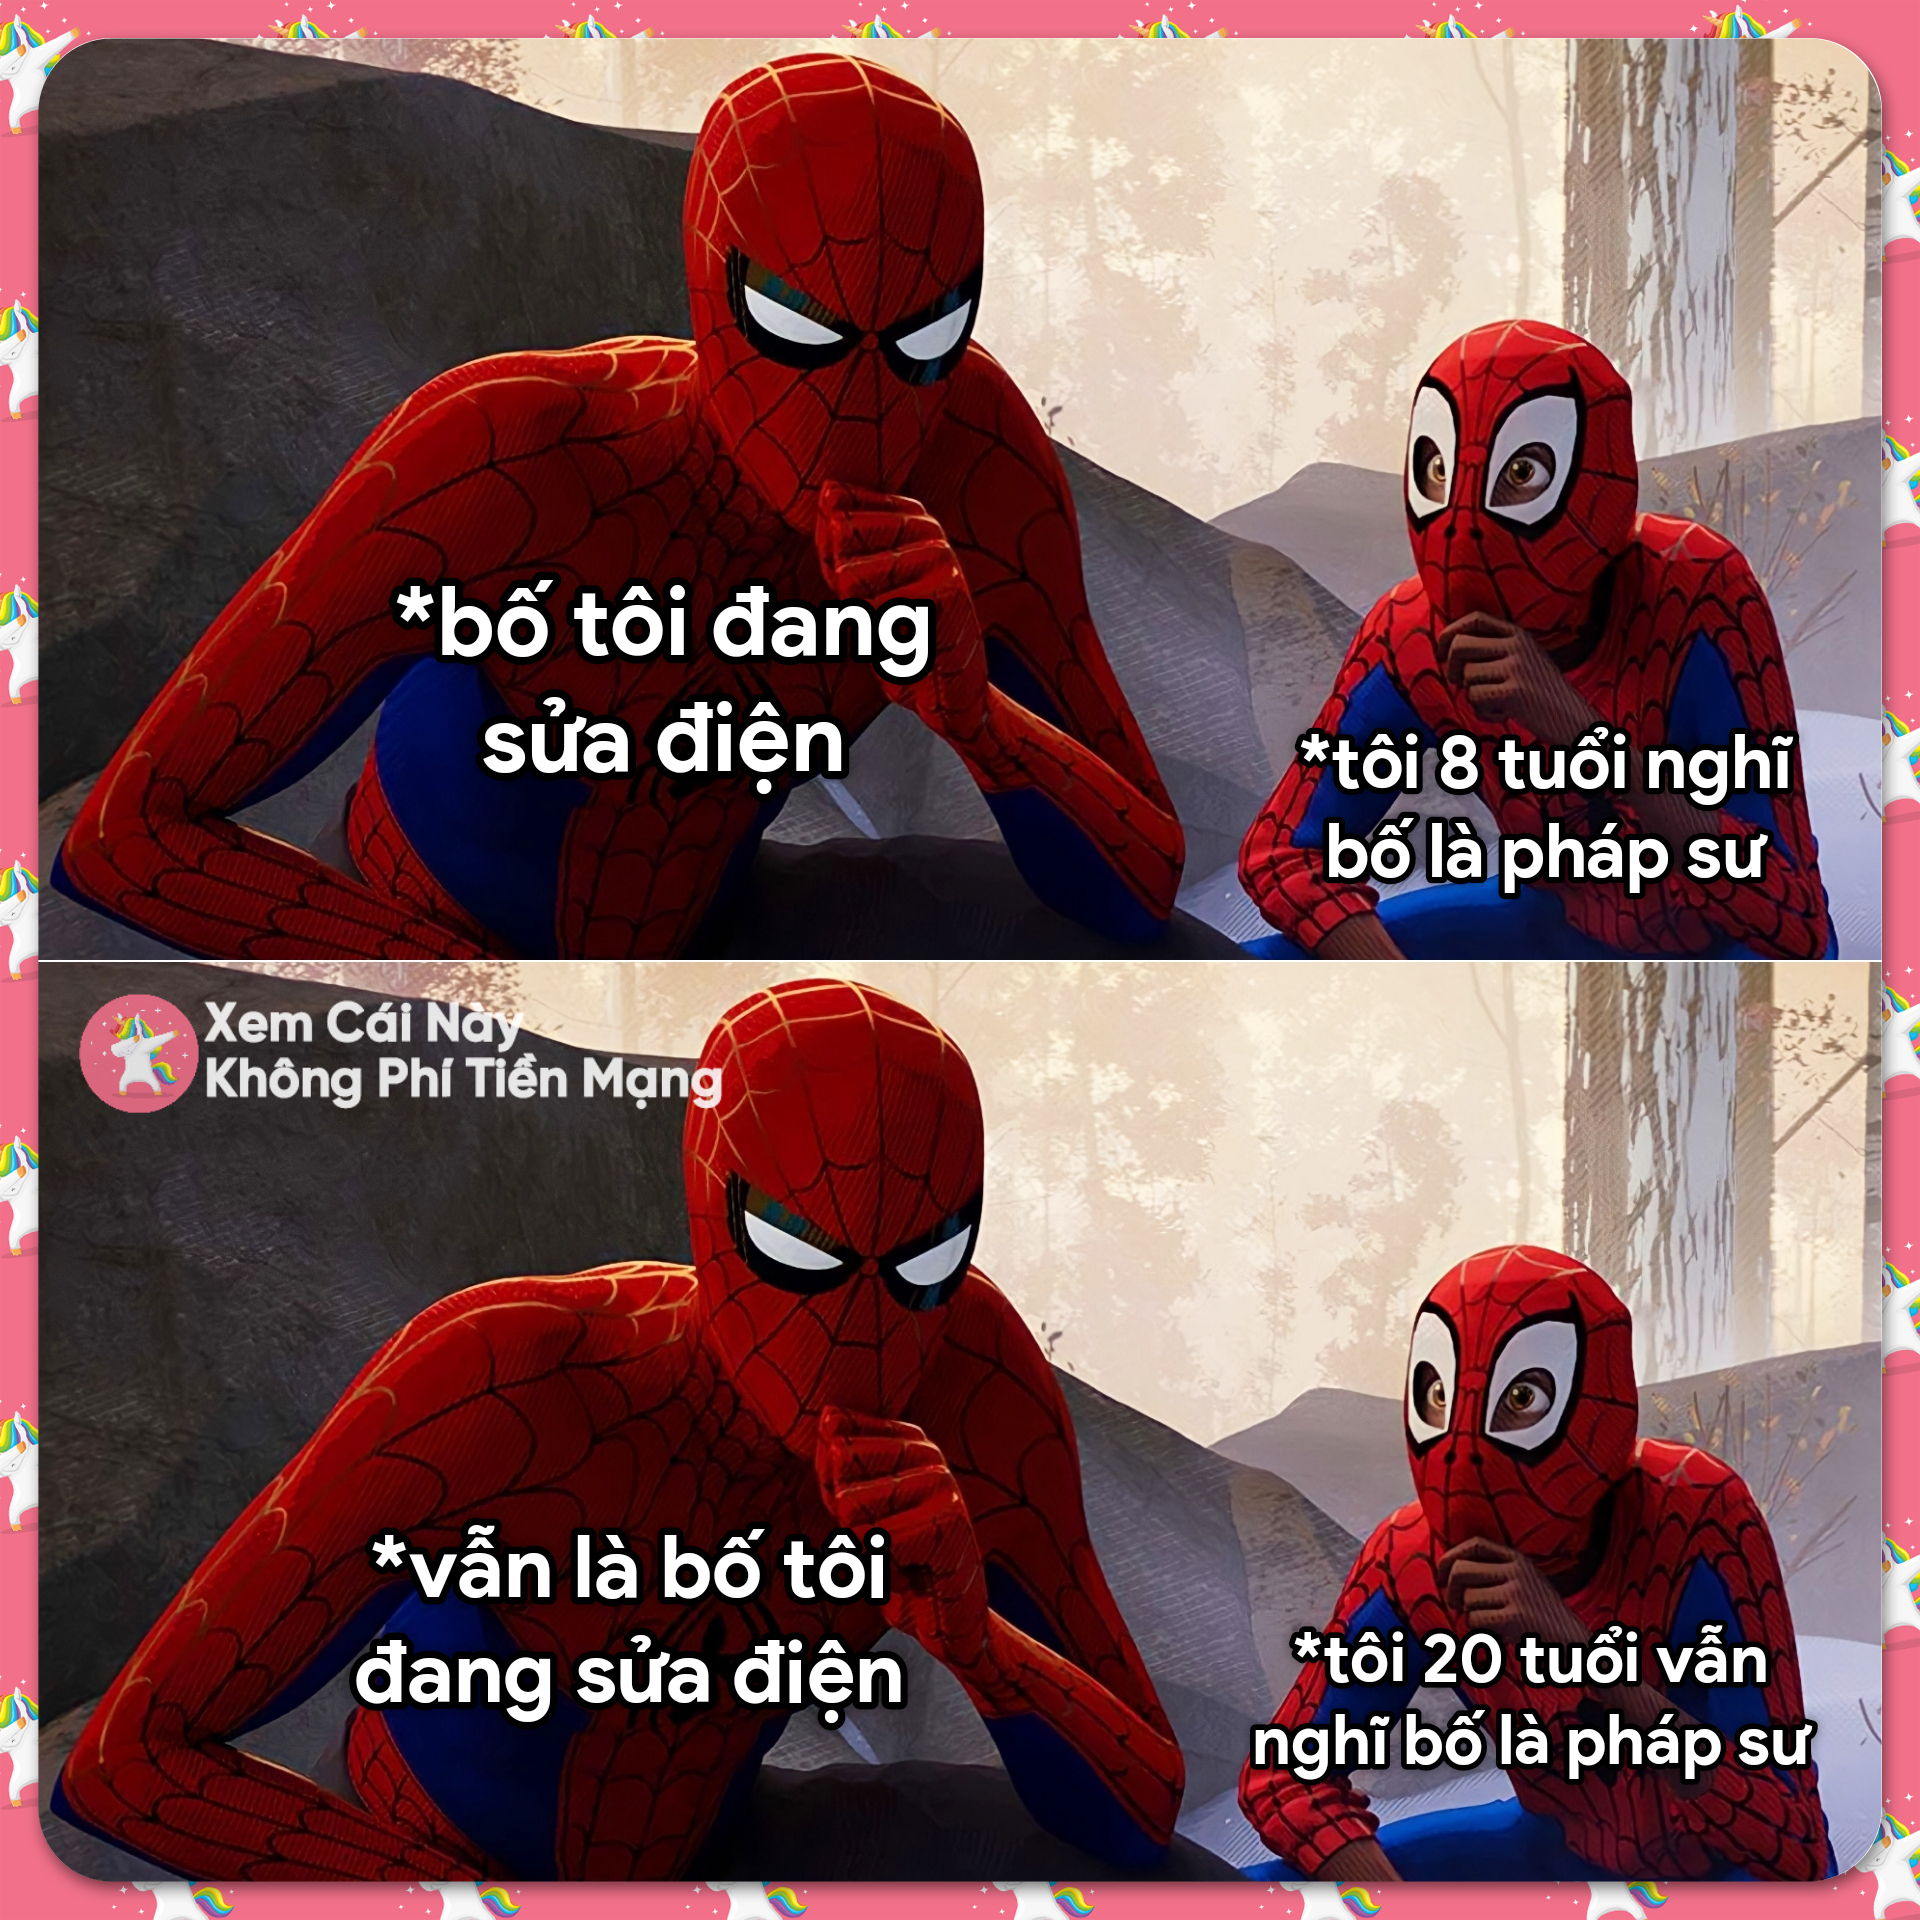 *bố tôi đang
sửa điện
*tôi 8 tuổi nghĩ
bố là pháp sư
Xem Cái Này
Không Phí Tiền Mạng
*vẫn là bố tôi
đang sửa điện
*tôi 20 tuổi vẫn
nghĩ bố là pháp sư